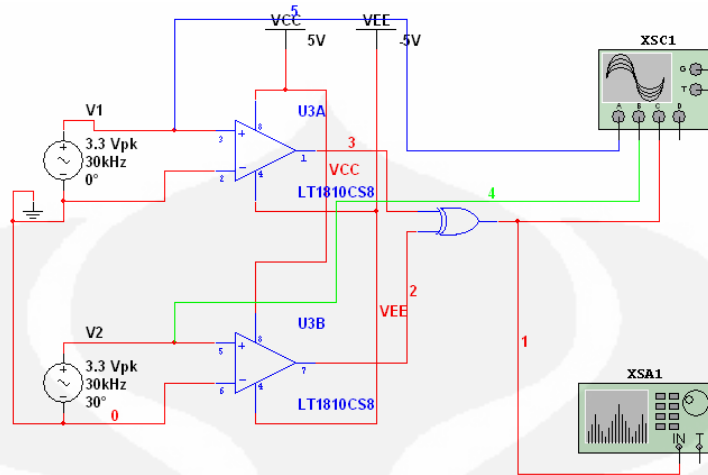 5
VCC
5V
VEE
-5V
XSC1
G
T
A B C D
V1
3.3 Vpk
30kHz
0°
U3A
3
8
1
2
4
LT1810CS8
3
VCC
4
V2
3.3 Vpk
30kHz
30°
0
U3B
5
8
7
6
4
LT1810CS8
2
VEE
1
XSA1
IN T